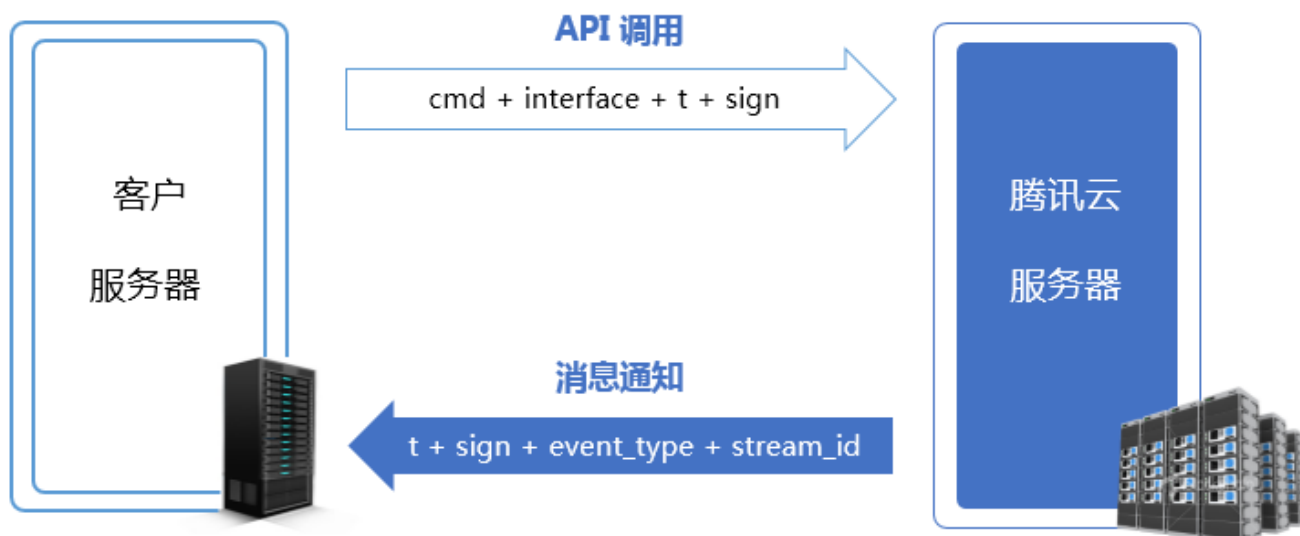 API 调用
cmd + interface + t + sign
客户
服务器
腾讯云
服务器
消息通知
t + sign + event_type + stream_id